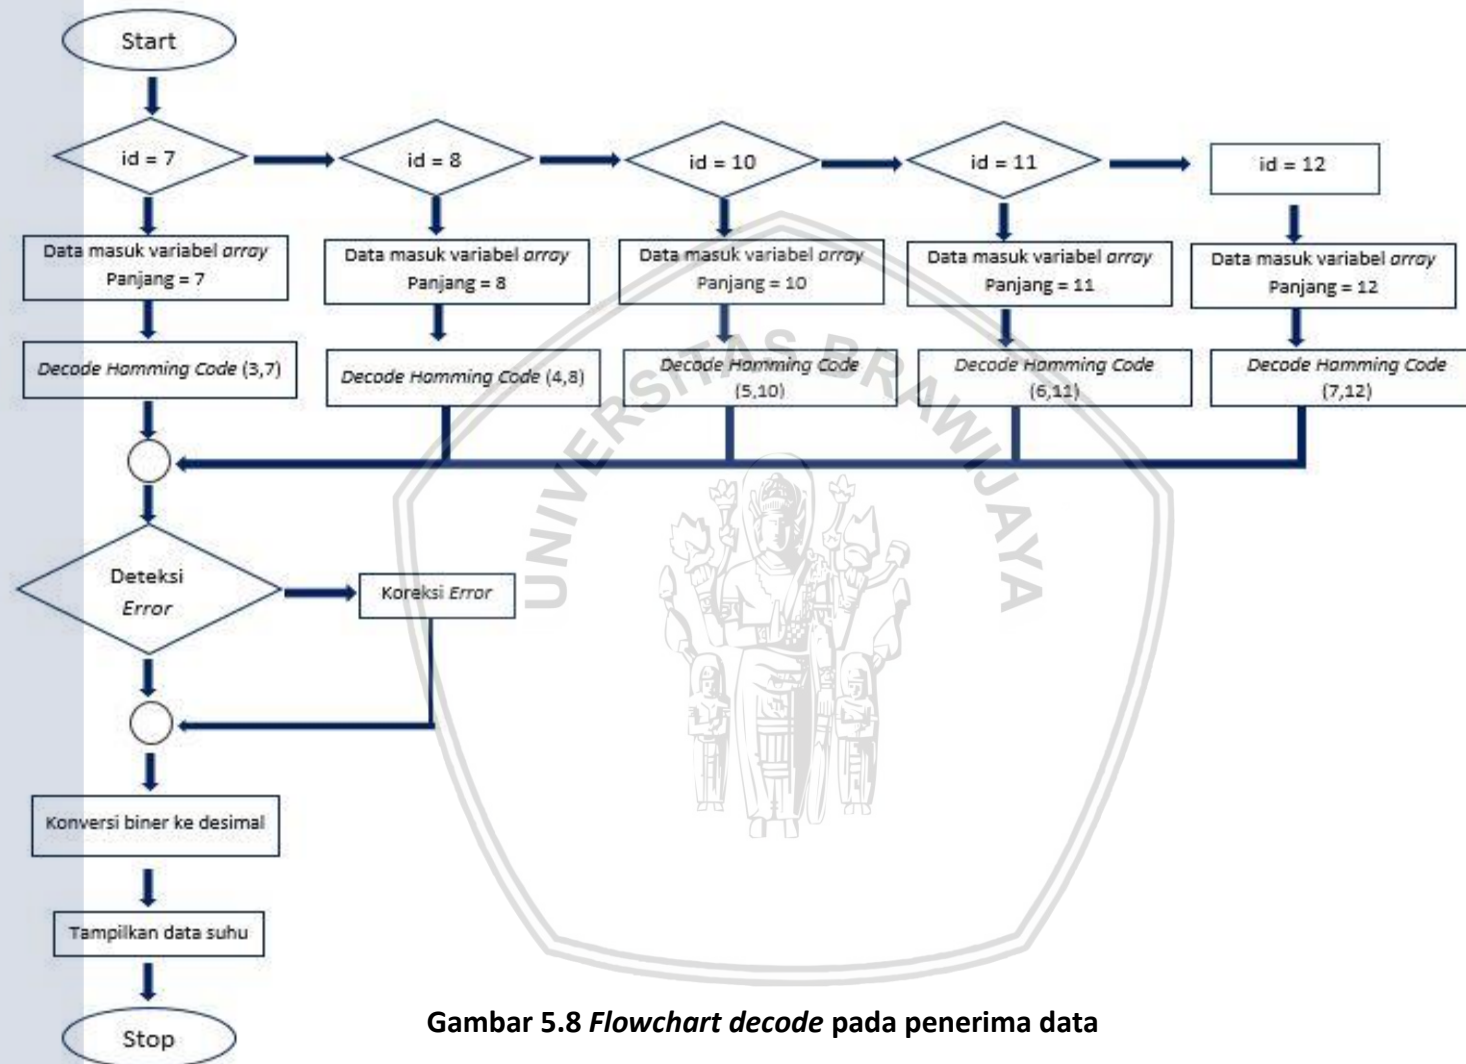 Start
id = 7
id = 8
id = 10
id = 11
id = 12
Data masuk variabel array
Panjang = 7
Data masuk variabel array
Panjang = 8
Data masuk variabel array
Panjang = 10
Data masuk variabel array
Panjang = 11
Data masuk variabel array
Panjang = 12
Decode Hamming Code (3,7)
Decode Hamming Code (4,8)
Decode Hamming Code
(5,10)
Decode Hamming Code
(6,11)
Decode Hamming Code
(7,12)
UNIVERSITAS BRAWIJAYA
Deteksi
Error
Koreksi Error
Konversi biner ke desimal
Tampilkan data suhu
Stop
Gambar 5.8 Flowchart decode pada penerima data